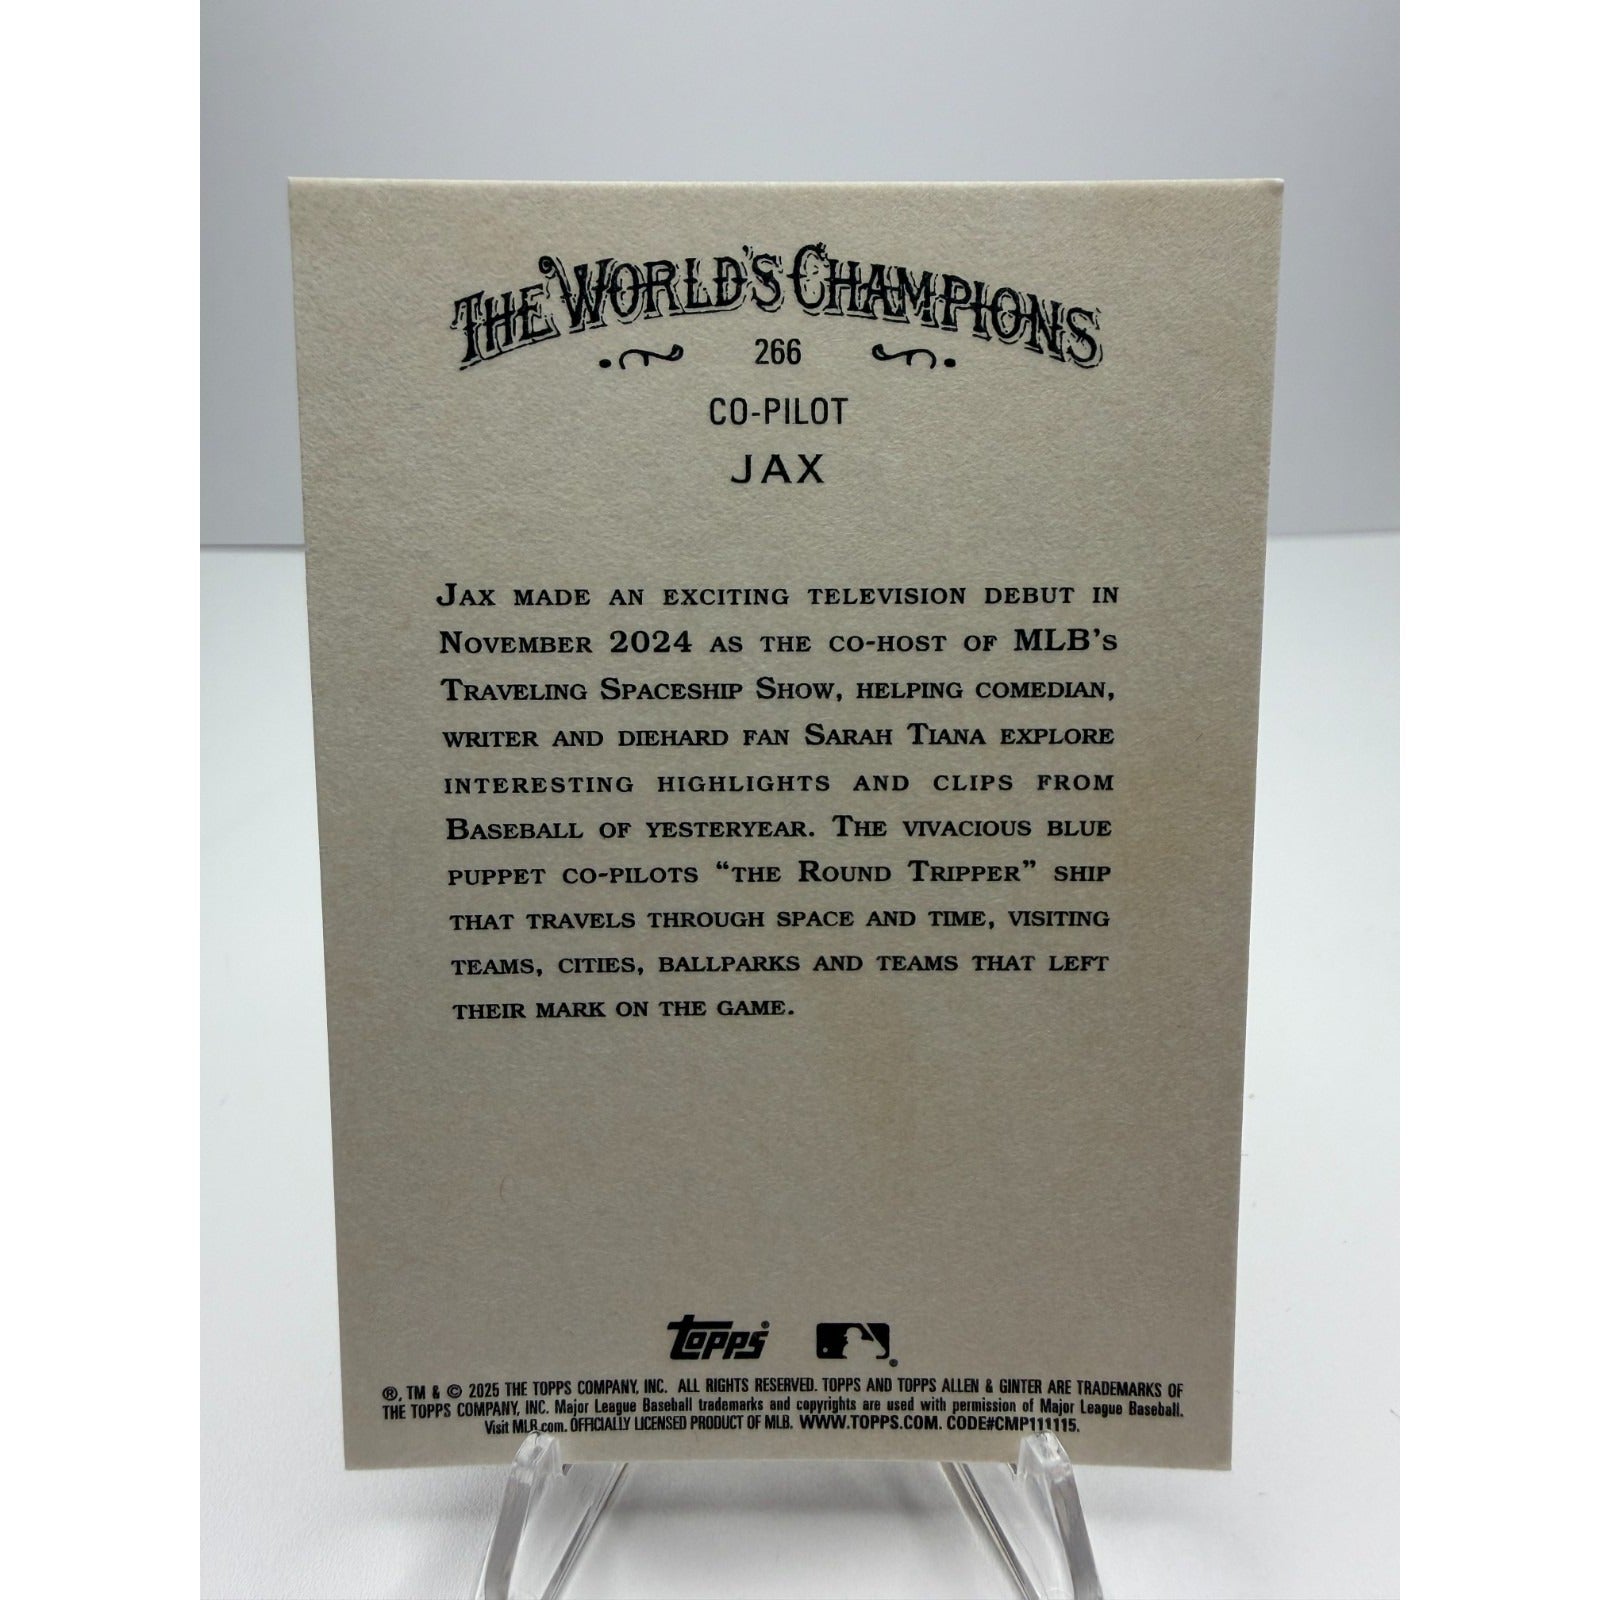 THE WORLD'S CHAMPIONS
266
CO-PILOT
JAX
JAX MADE AN EXCITING TELEVISION DEBUT IN
NOVEMBER 2024 AS THE CO-HOST OF MLB'S
TRAVELING SPACESHIP SHOW, HELPING COMEDIAN,
WRITER AND DIEHARD FAN SARAH TIANA EXPLORE
INTERESTING HIGHLIGHTS AND CLIPS FROM
BASEBALL OF YESTERYEAR. THE VIVACIOUS BLUE
PUPPET CO-PILOTS “THE ROUND TRIPPER” SHIP
THAT TRAVELS THROUGH SPACE AND TIME, VISITING
TEAMS, CITIES, BALLPARKS AND TEAMS THAT LEFT
THEIR MARK ON THE GAME.
Topps®
®, TM & © 2025 THE TOPPS COMPANY, INC. ALL RIGHTS RESERVED. TOPPS AND TOPPS ALLEN & GINTER ARE TRADEMARKS OF
THE TOPPS COMPANY, INC. Major League Baseball trademarks and copyrights are used with permission of Major League Baseball.
Visit MLB.com. OFFICIALLY LICENSED PRODUCT OF MLB. WWW.TOPPS.COM. CODE#CMP111115.